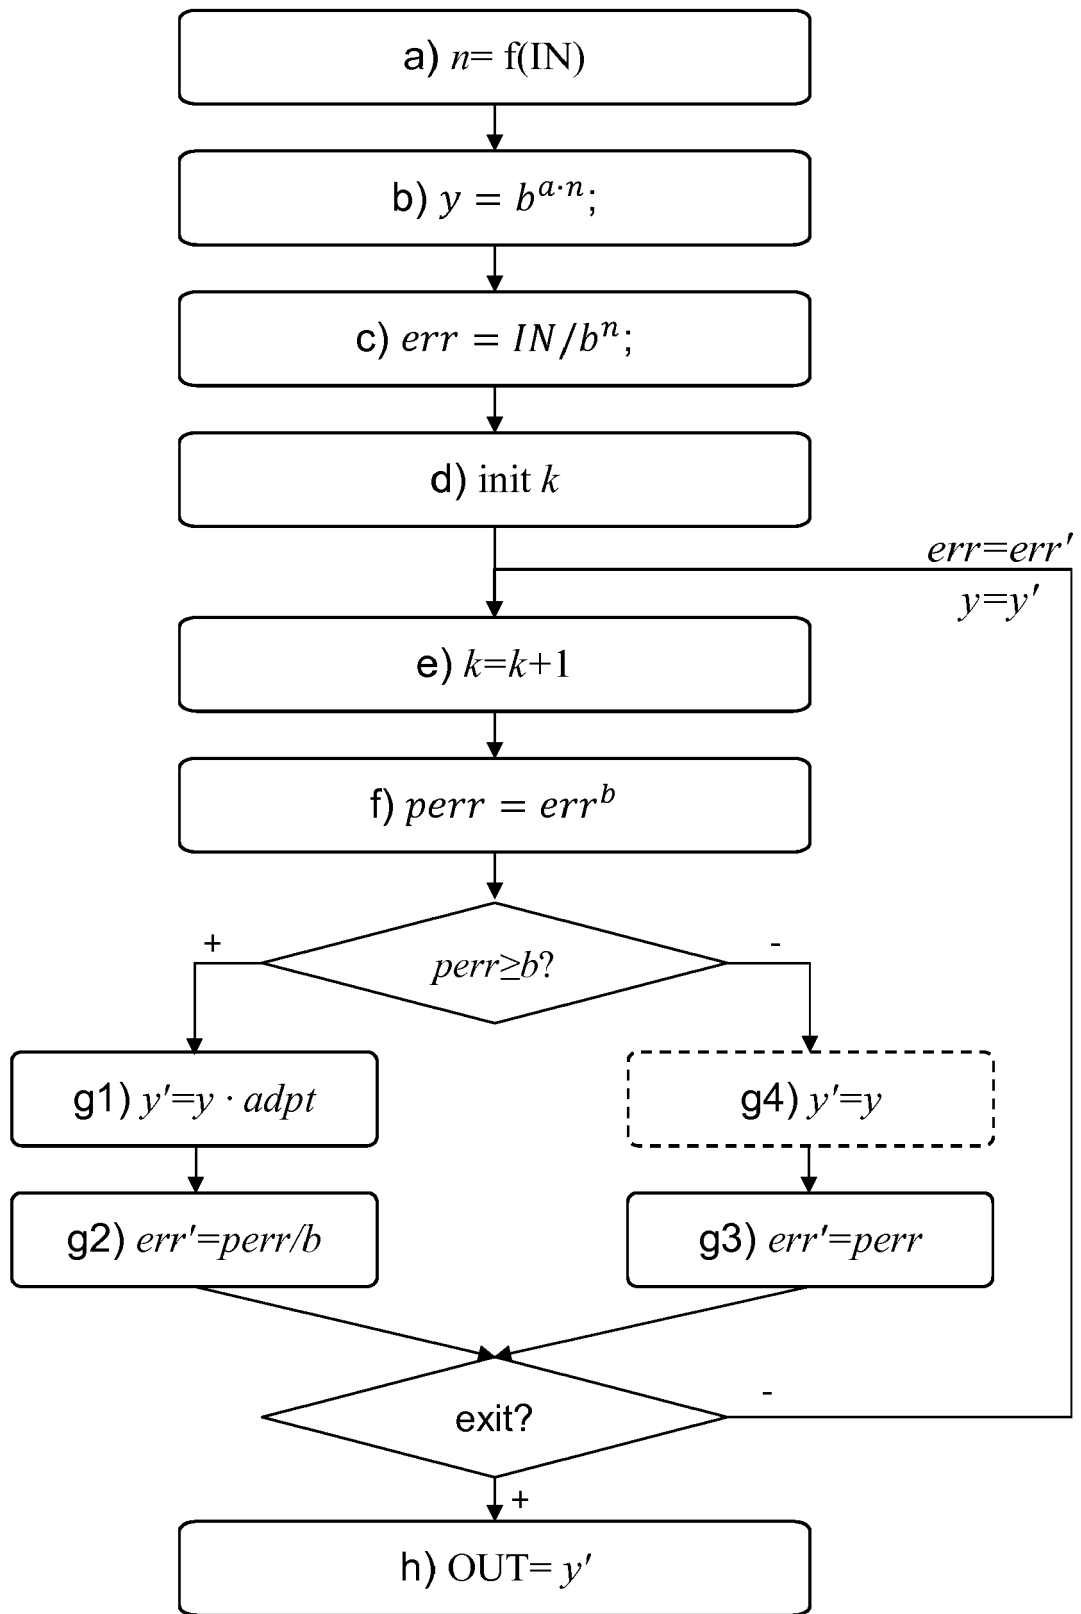 a) n= f(IN)
b) y = b^{a·n};
c) err = IN/b^n;
d) init k
err=err'
y=y'
e) k=k+1
f) perr = err^b
+
-
perr≥b?
g1) y'=y · adpt
g4) y'=y
g2) err'=perr/b
g3) err'=perr
-
exit?
+
h) OUT= y'